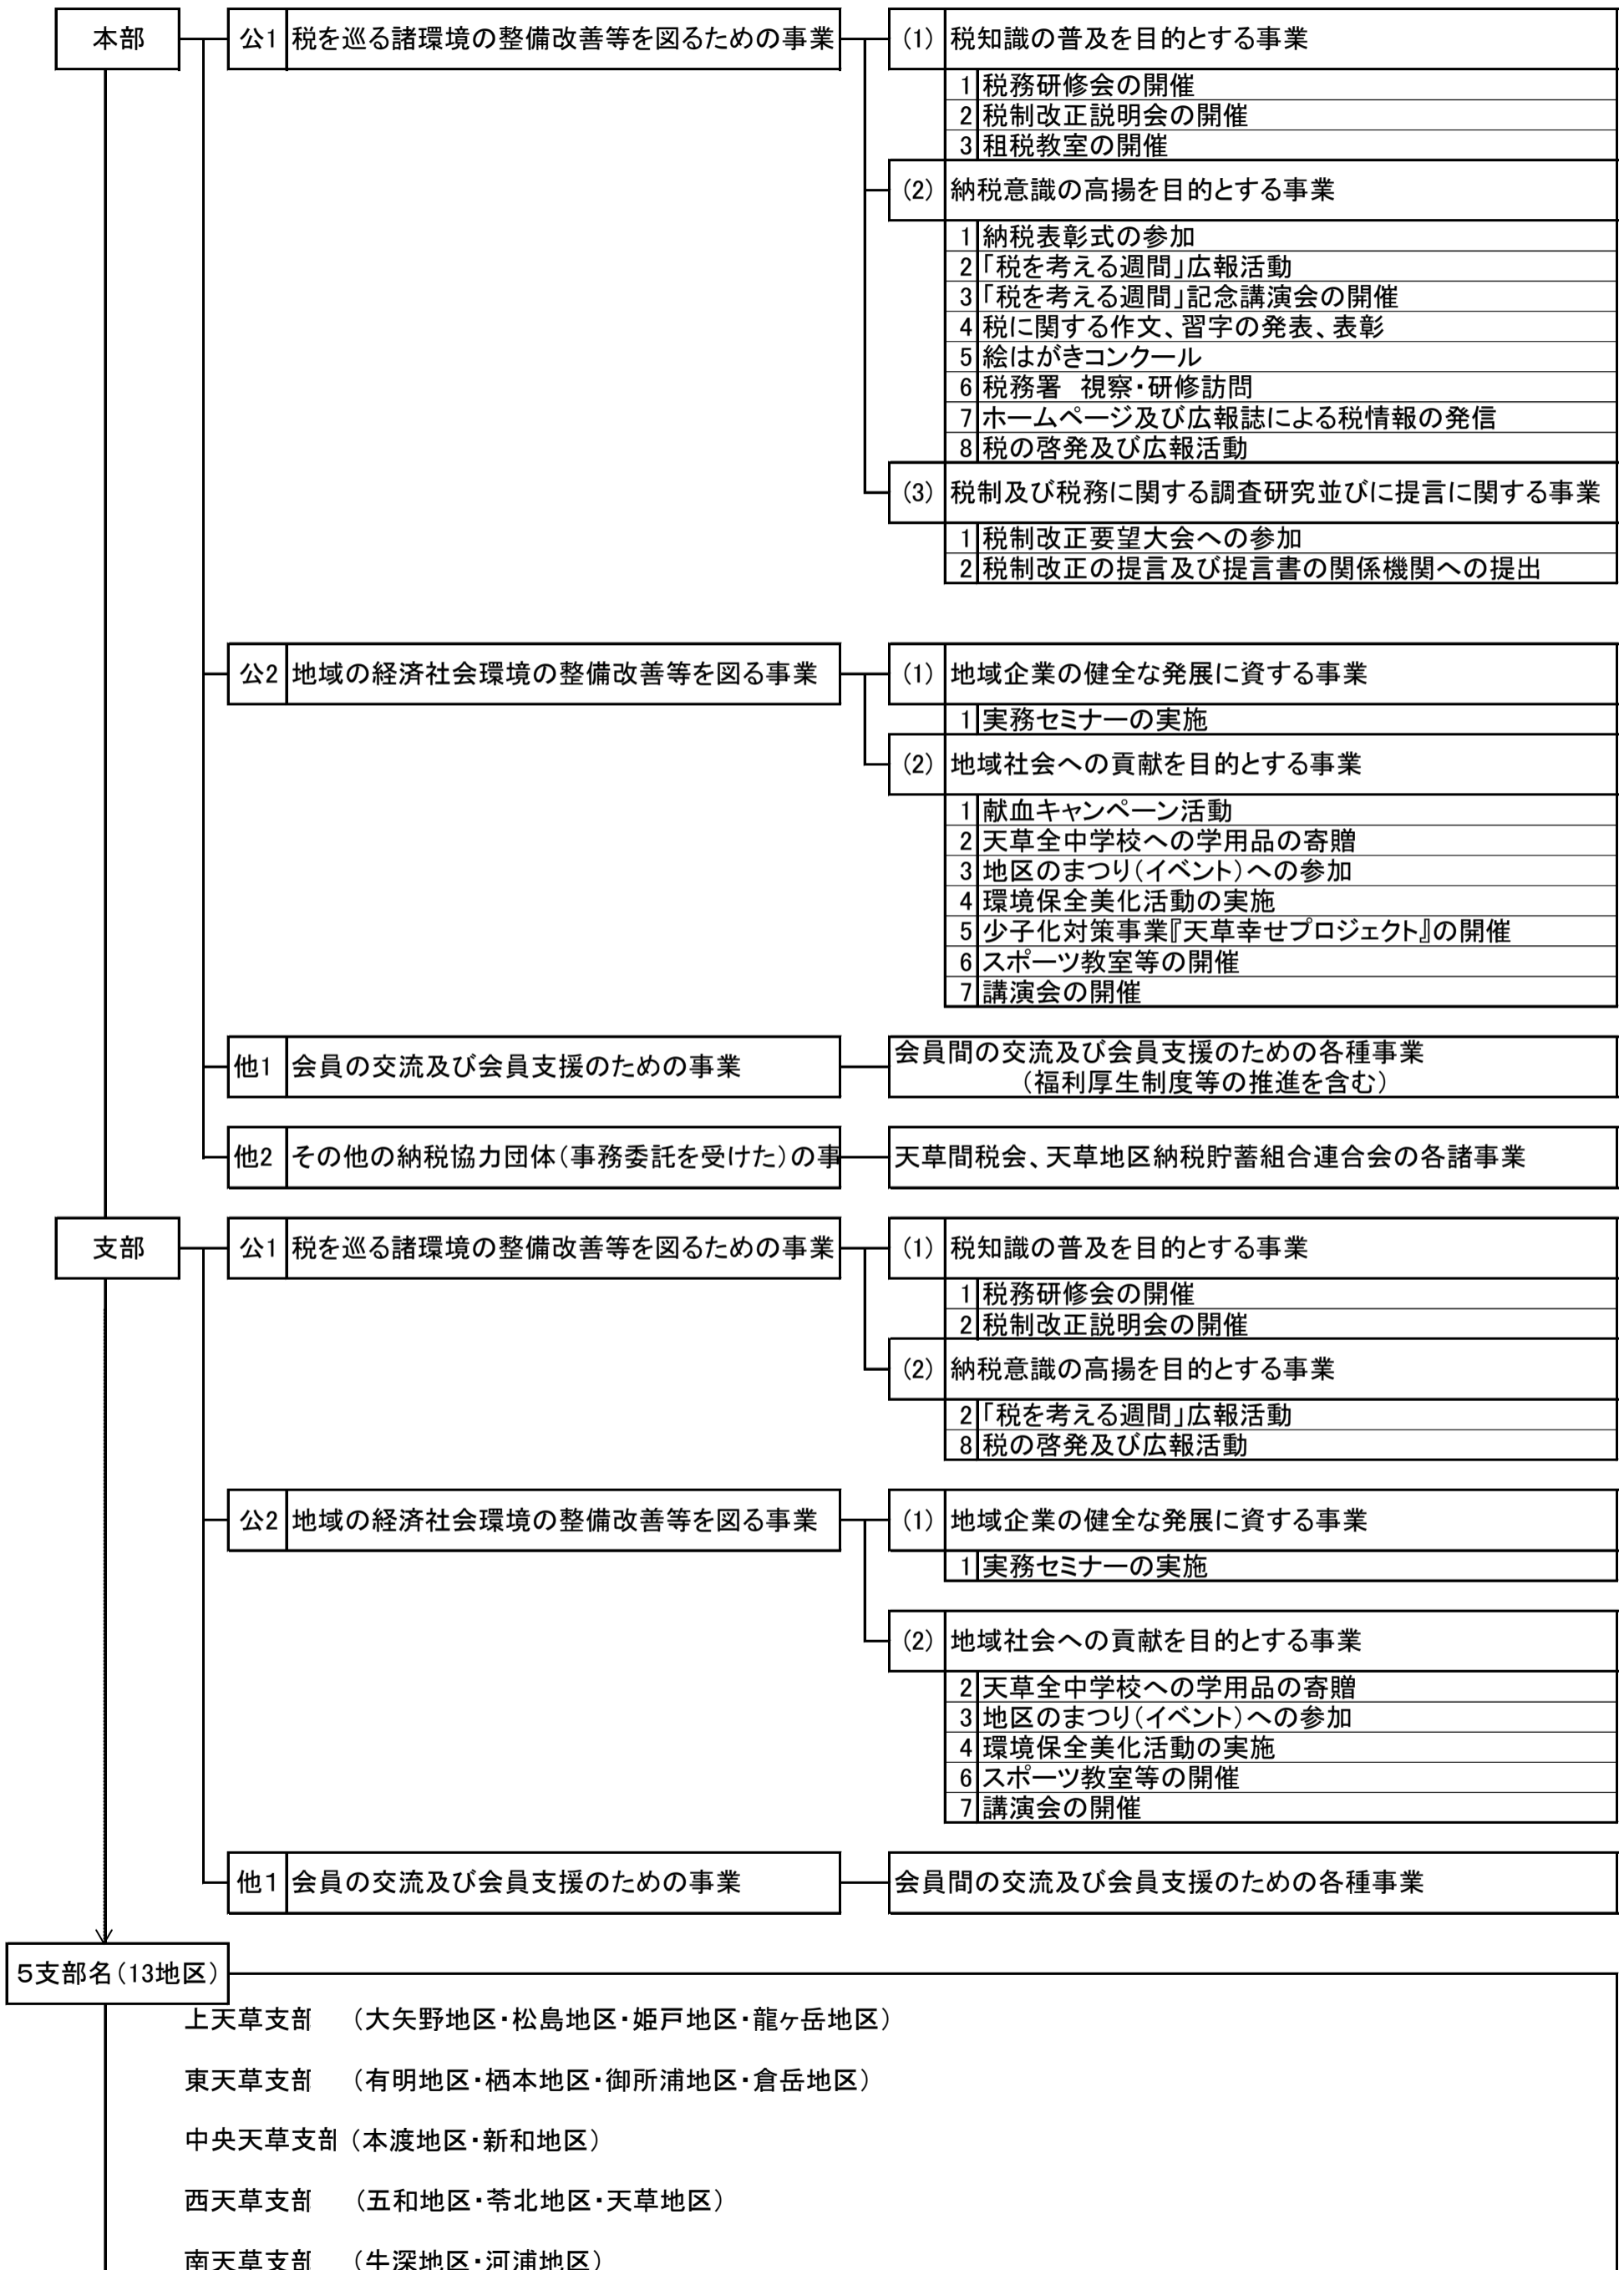 本部
公1 税を巡る諸環境の整備改善等を図るための事業
(1) 税知識の普及を目的とする事業
1 税務研修会の開催
2 税制改正説明会の開催
3 租税教室の開催
(2) 納税意識の高揚を目的とする事業
1 納税表彰式の参加
2 「税を考える週間」広報活動
3 「税を考える週間」記念講演会の開催
4 税に関する作文、習字の発表、表彰
5 絵はがきコンクール
6 税務署　視察・研修訪問
7 ホームページ及び広報誌による税情報の発信
8 税の啓発及び広報活動
(3) 税制及び税務に関する調査研究並びに提言に関する事業
1 税制改正要望大会への参加
2 税制改正の提言及び提言書の関係機関への提出
公2 地域の経済社会環境の整備改善等を図る事業
(1) 地域企業の健全な発展に資する事業
1 実務セミナーの実施
(2) 地域社会への貢献を目的とする事業
1 献血キャンペーン活動
2 天草全中学校への学用品の寄贈
3 地区のまつり(イベント)への参加
4 環境保全美化活動の実施
5 少子化対策事業『天草幸せプロジェクト』の開催
6 スポーツ教室等の開催
7 講演会の開催
他1 会員の交流及び会員支援のための事業
会員間の交流及び会員支援のための各種事業
(福利厚生制度等の推進を含む)
他2 その他の納税協力団体(事務委託を受けた)の事
天草間税会、天草地区納税貯蓄組合連合会の各諸事業
支部
公1 税を巡る諸環境の整備改善等を図るための事業
(1) 税知識の普及を目的とする事業
1 税務研修会の開催
2 税制改正説明会の開催
(2) 納税意識の高揚を目的とする事業
2 「税を考える週間」広報活動
8 税の啓発及び広報活動
公2 地域の経済社会環境の整備改善等を図る事業
(1) 地域企業の健全な発展に資する事業
1 実務セミナーの実施
(2) 地域社会への貢献を目的とする事業
2 天草全中学校への学用品の寄贈
3 地区のまつり(イベント)への参加
4 環境保全美化活動の実施
6 スポーツ教室等の開催
7 講演会の開催
他1 会員の交流及び会員支援のための事業
会員間の交流及び会員支援のための各種事業
5支部名(13地区)
上天草支部 (大矢野地区・松島地区・姫戸地区・龍ヶ岳地区)
東天草支部 (有明地区・栖本地区・御所浦地区・倉岳地区)
中央天草支部 (本渡地区・新和地区)
西天草支部 (五和地区・苓北地区・天草地区)
南天草支部 (牛深地区・河浦地区)